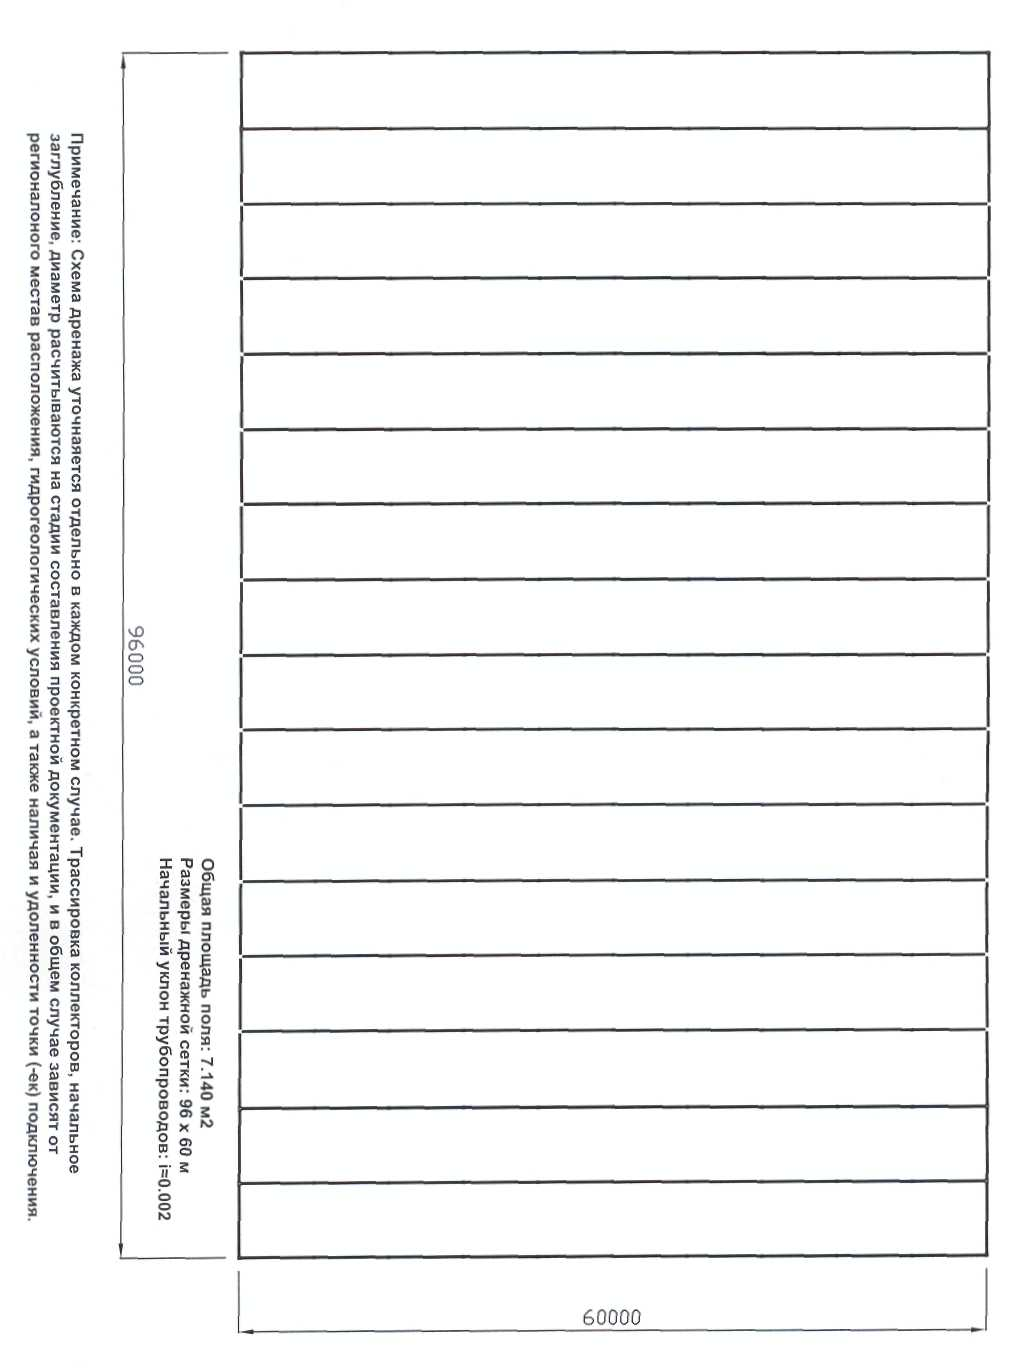 96000
60000
Общая площадь поля: 7.140 м2
Размеры дренажной сетки: 96 х 60 м
Начальный уклон трубопроводов: i=0.002
Примечание: Схема дренажа уточнаяется отдельно в каждом конкретном случае. Трассировка коллекторов, начальное
заглубление, диаметр расчитываются на стадии составления проектной документации, и в общем случае зависят от
регионалоного местав расположения, гидрогеологических условий, а также наличая и удоленности точки (-ек) подключения.